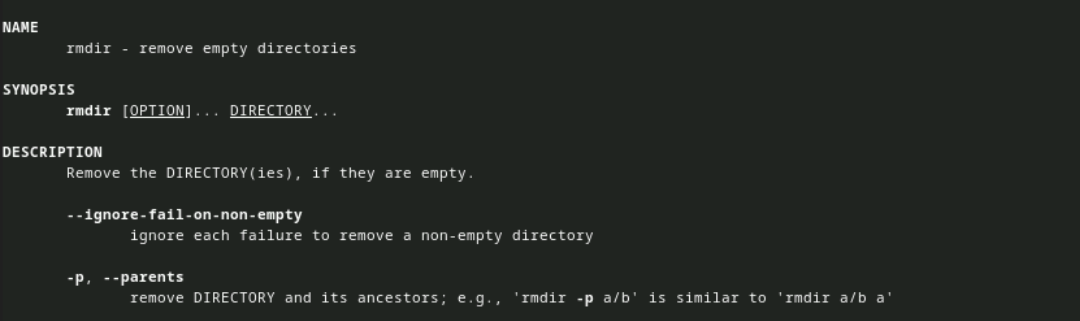 NAME
rmdir - remove empty directories
SYNOPSIS
rmdir [OPTION]... DIRECTORY...
DESCRIPTION
Remove the DIRECTORY(ies), if they are empty.
--ignore-fail-on-non-empty
ignore each failure to remove a non-empty directory
-p, --parents
remove DIRECTORY and its ancestors; e.g., 'rmdir -p a/b' is similar to 'rmdir a/b a'